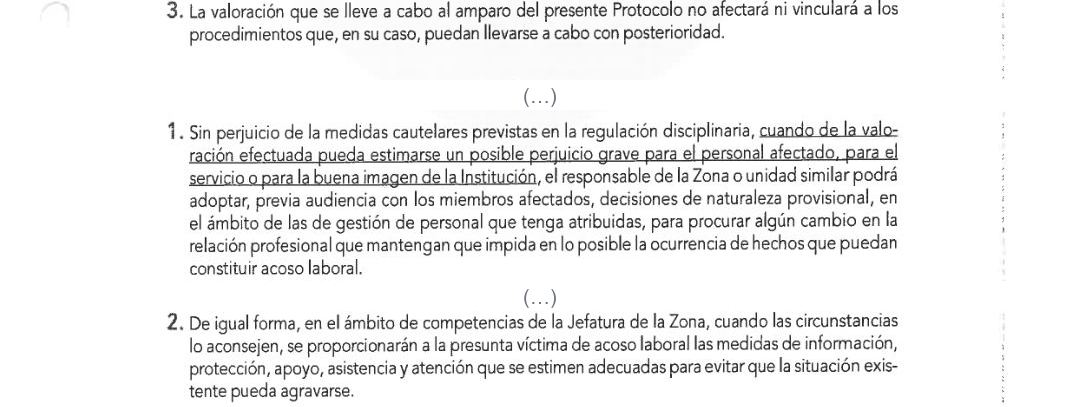 3. La valoración que se lleve a cabo al amparo del presente Protocolo no afectará ni vinculará a los
procedimientos que, en su caso, puedan llevarse a cabo con posterioridad.
(...)
1. Sin perjuicio de la medidas cautelares previstas en la regulación disciplinaria, cuando de la valo-
ración efectuada pueda estimarse un posible perjuicio grave para el personal afectado, para el
servicio o para la buena imagen de la Institución, el responsable de la Zona o unidad similar podrá
adoptar, previa audiencia con los miembros afectados, decisiones de naturaleza provisional, en
el ámbito de las de gestión de personal que tenga atribuidas, para procurar algún cambio en la
relación profesional que mantengan que impida en lo posible la ocurrencia de hechos que puedan
constituir acoso laboral.
(...)
2. De igual forma, en el ámbito de competencias de la Jefatura de la Zona, cuando las circunstancias
lo aconsejen, se proporcionarán a la presunta víctima de acoso laboral las medidas de información,
protección, apoyo, asistencia y atención que se estimen adecuadas para evitar que la situación exis-
tente pueda agravarse.